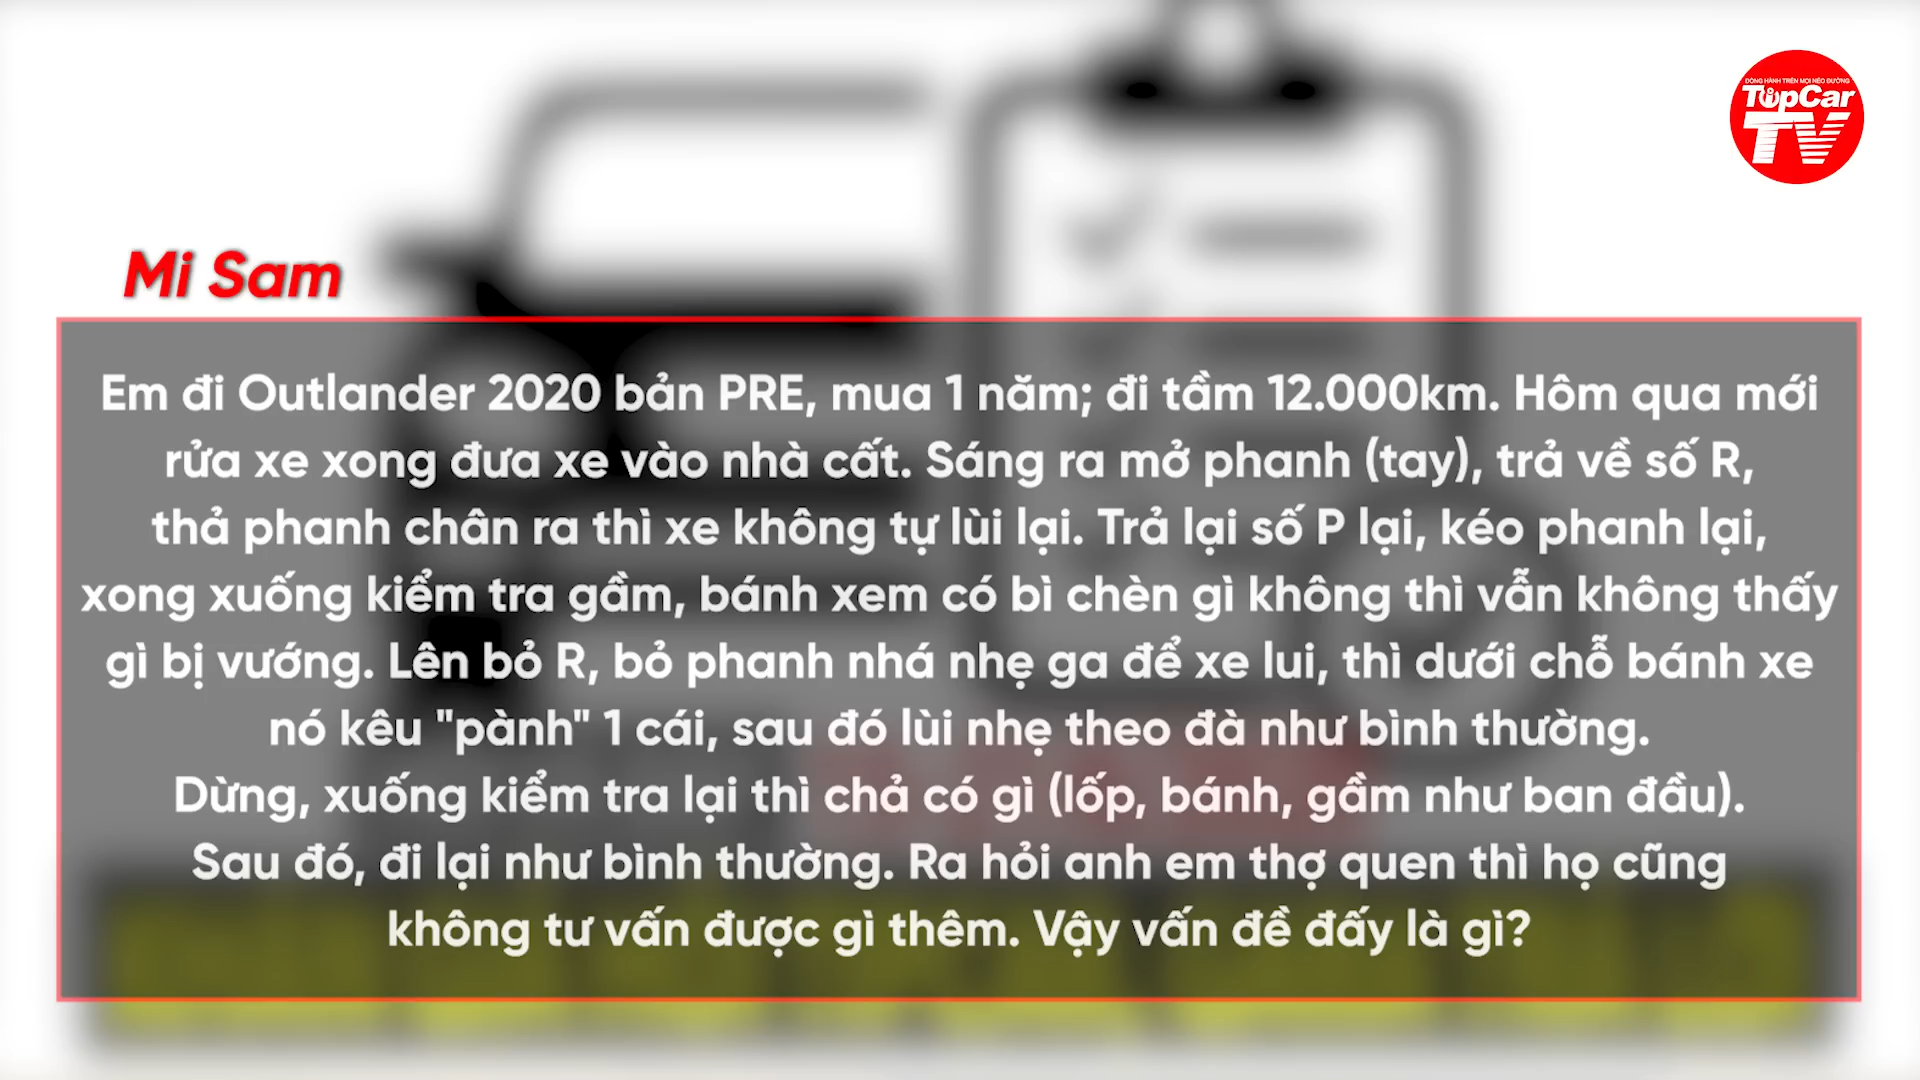 ĐỒNG HÀNH TRÊN MỌI NẺO ĐƯỜNG
TopCar
TV
Mi Sam
Em đi Outlander 2020 bản PRE, mua 1 năm; đi tầm 12.000km. Hôm qua mới
rửa xe xong đưa xe vào nhà cất. Sáng ra mở phanh (tay), trả về số R,
thả phanh chân ra thì xe không tự lùi lại. Trả lại số P lại, kéo phanh lại,
xong xuống kiểm tra gầm, bánh xem có bì chèn gì không thì vẫn không thấy
gì bị vướng. Lên bỏ R, bỏ phanh nhá nhẹ ga để xe lui, thì dưới chỗ bánh xe
nó kêu "pành" 1 cái, sau đó lùi nhẹ theo đà như bình thường.
Dừng, xuống kiểm tra lại thì chả có gì (lốp, bánh, gầm như ban đầu).
Sau đó, đi lại như bình thường. Ra hỏi anh em thợ quen thì họ cũng
không tư vấn được gì thêm. Vậy vấn đề đấy là gì?